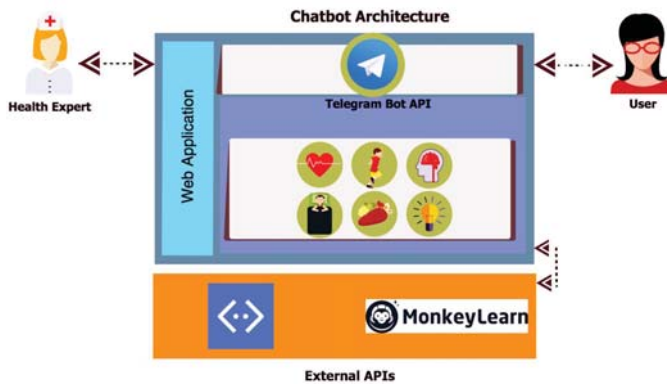 Chatbot Architecture
Health Expert
Web Application
Telegram Bot API
User
MonkeyLearn
External APIs